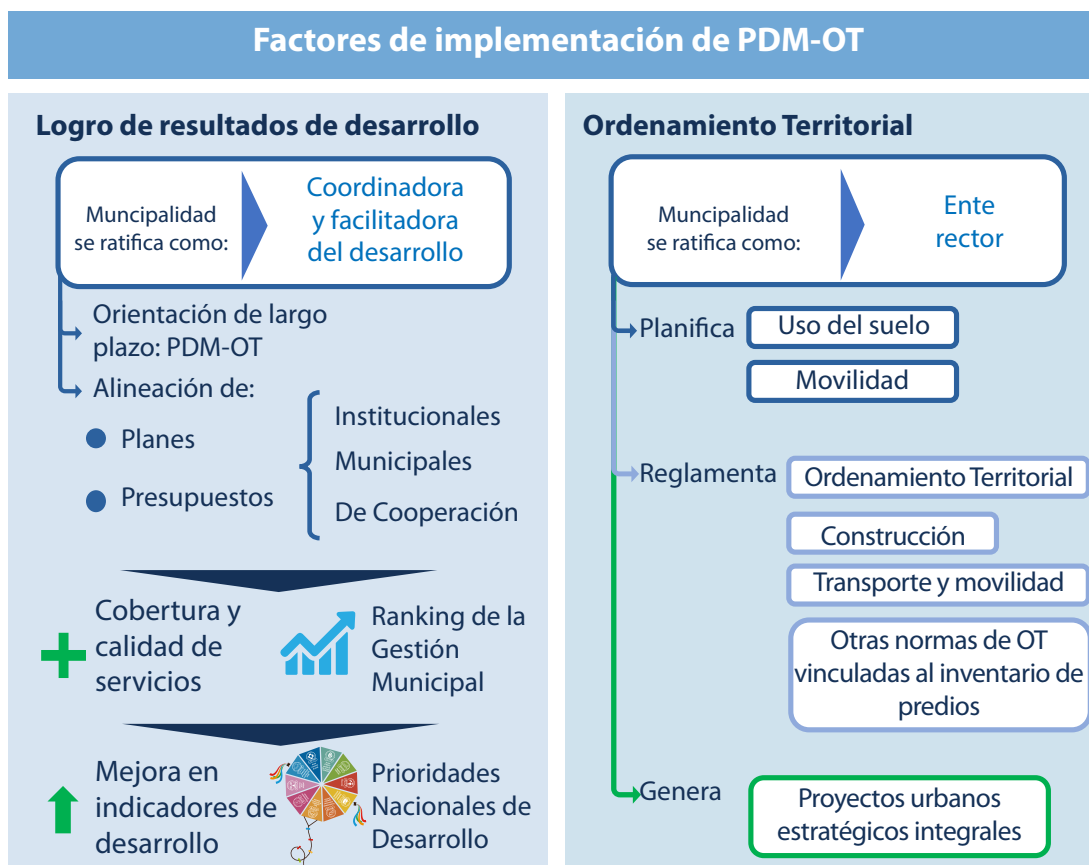 Factores de implementación de PDM-OT
Logro de resultados de desarrollo
Muncipalidad
se ratifica como:
Coordinadora
y facilitadora
del desarrollo
Orientación de largo
plazo: PDM-OT
Alineación de:
Planes
Presupuestos
Institucionales
Municipales
De Cooperación
Cobertura y
calidad de
servicios
Ranking de la
Gestión
Municipal
Mejora en
indicadores de
desarrollo
Prioridades
Nacionales de
Desarrollo
Ordenamiento Territorial
Muncipalidad
se ratifica como:
Ente
rector
Planifica
Uso del suelo
Movilidad
Reglamenta
Ordenamiento Territorial
Construcción
Transporte y movilidad
Otras normas de OT
vinculadas al inventario de
predios
Genera
Proyectos urbanos
estratégicos integrales